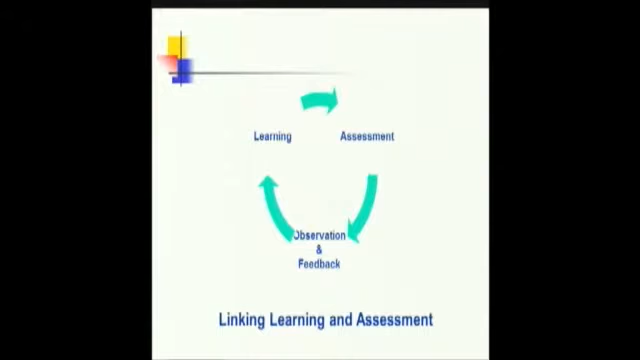 Learning
Assessment
Observation
&
Feedback
Linking Learning and Assessment